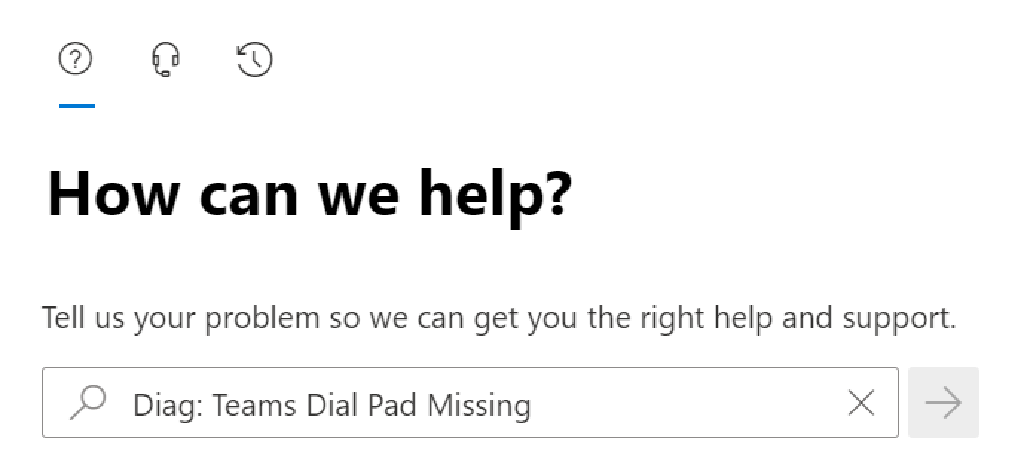 How can we help?
Tell us your problem so we can get you the right help and support.
Diag: Teams Dial Pad Missing